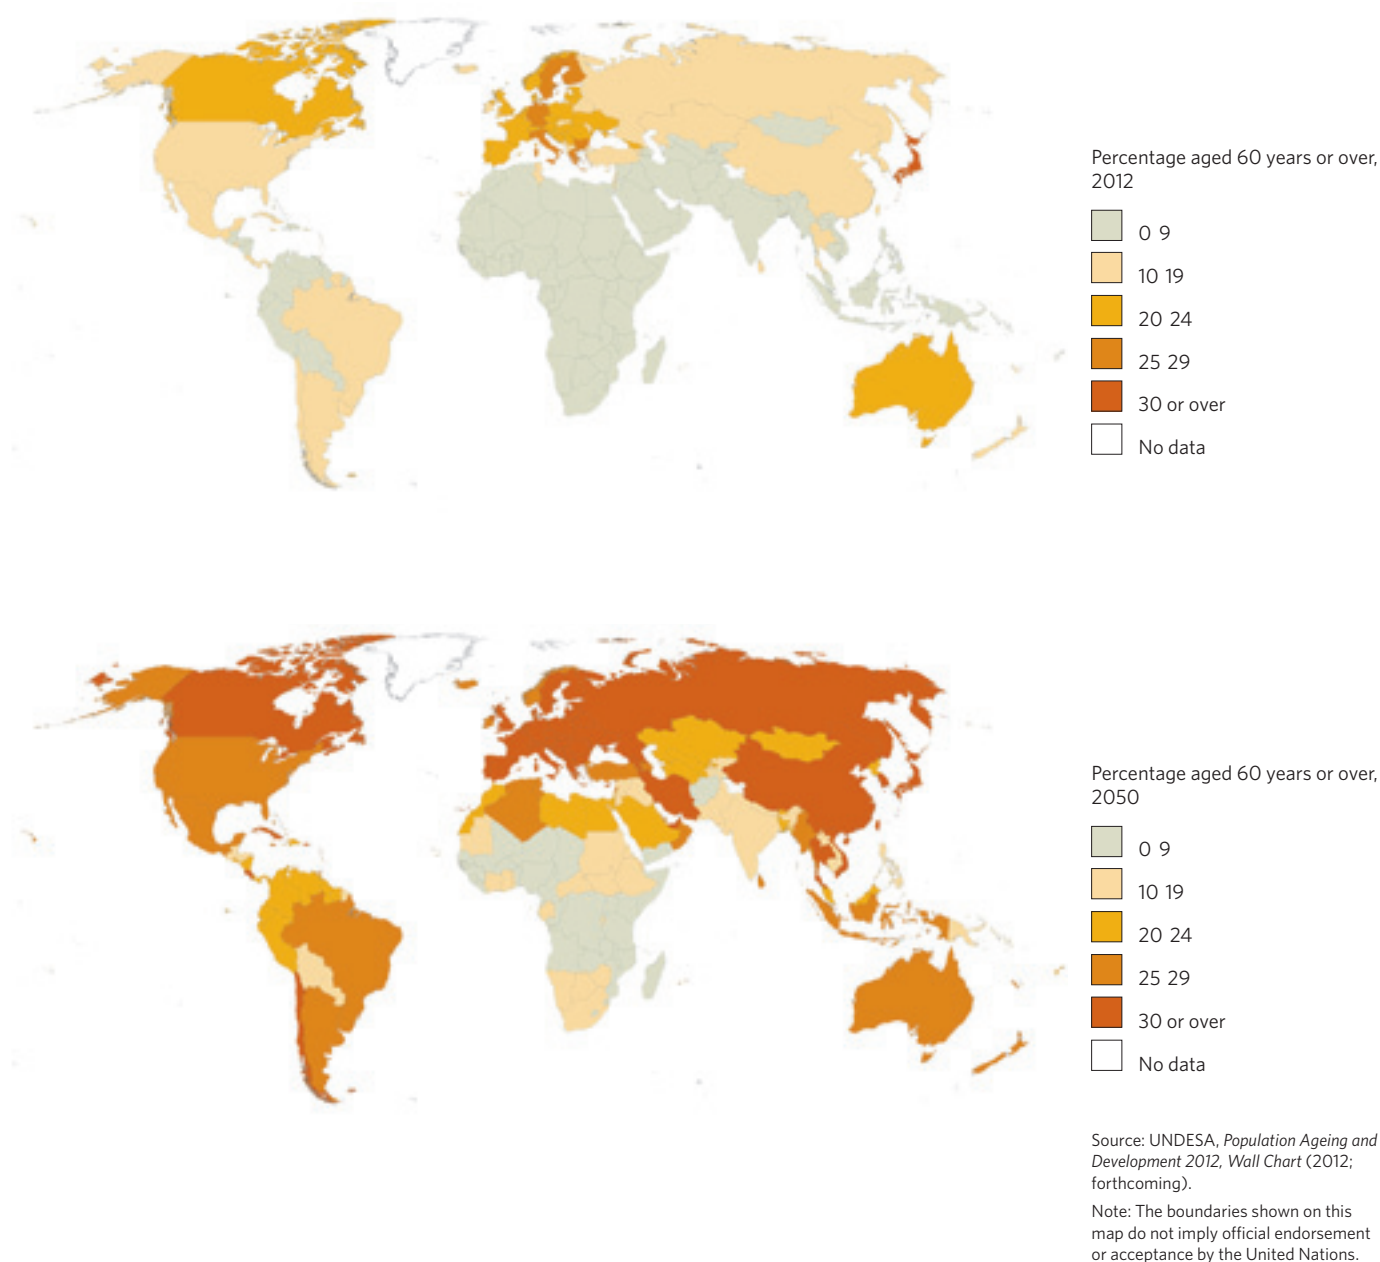 Percentage aged 60 years or over,
2012
0 9
10 19
20 24
25 29
30 or over
No data
Percentage aged 60 years or over,
2050
0 9
10 19
20 24
25 29
30 or over
No data
Source: UNDESA, Population Ageing and
Development 2012, Wall Chart (2012;
forthcoming).
Note: The boundaries shown on this
map do not imply official endorsement
or acceptance by the United Nations.